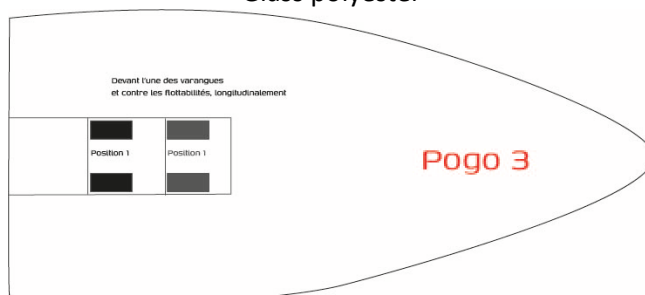 Devant l'une des varangues
et contre les flottabilités, longitudinalement
Position 1 Position 1
Pogo 3